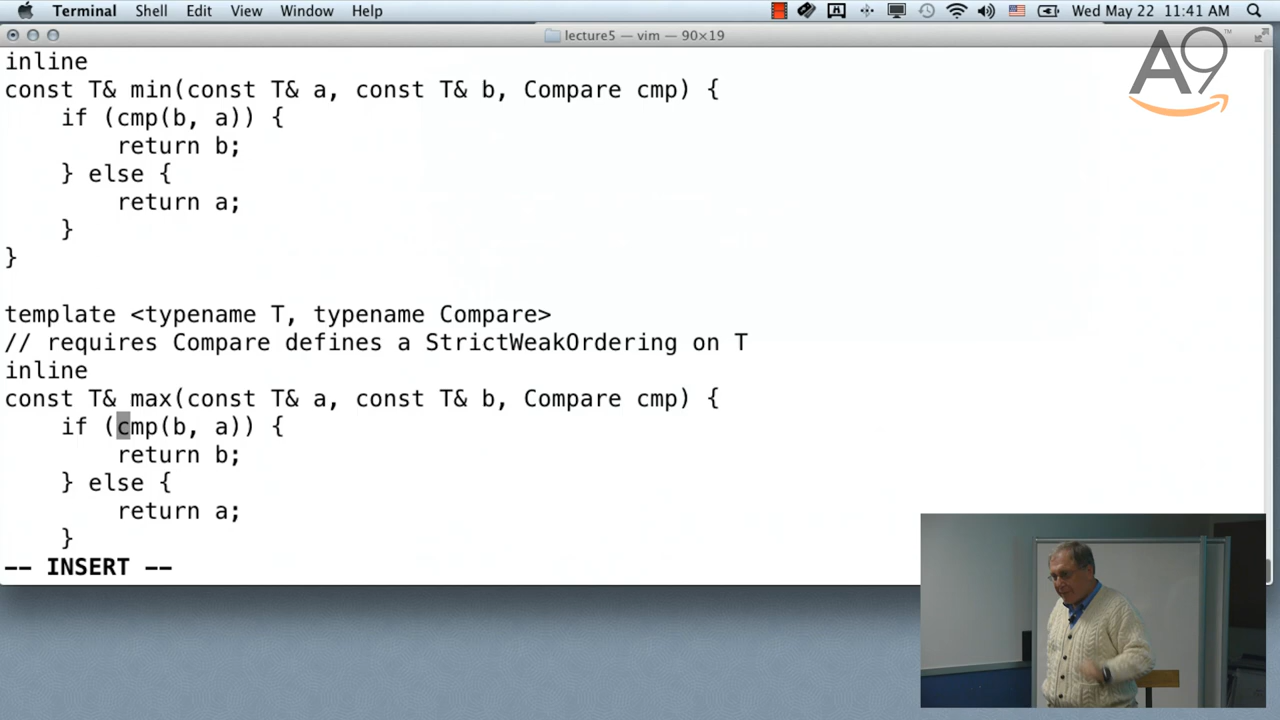 Terminal Shell Edit View Window Help Wed May 22 11:41 AM
lecture5 — vim — 90×19
A9™
inline
const T& min(const T& a, const T& b, Compare cmp) {
    if (cmp(b, a)) {
        return b;
    } else {
        return a;
    }
}
template <typename T, typename Compare>
// requires Compare defines a StrictWeakOrdering on T
inline
const T& max(const T& a, const T& b, Compare cmp) {
    if (cmp(b, a)) {
        return b;
    } else {
        return a;
    }
-- INSERT --